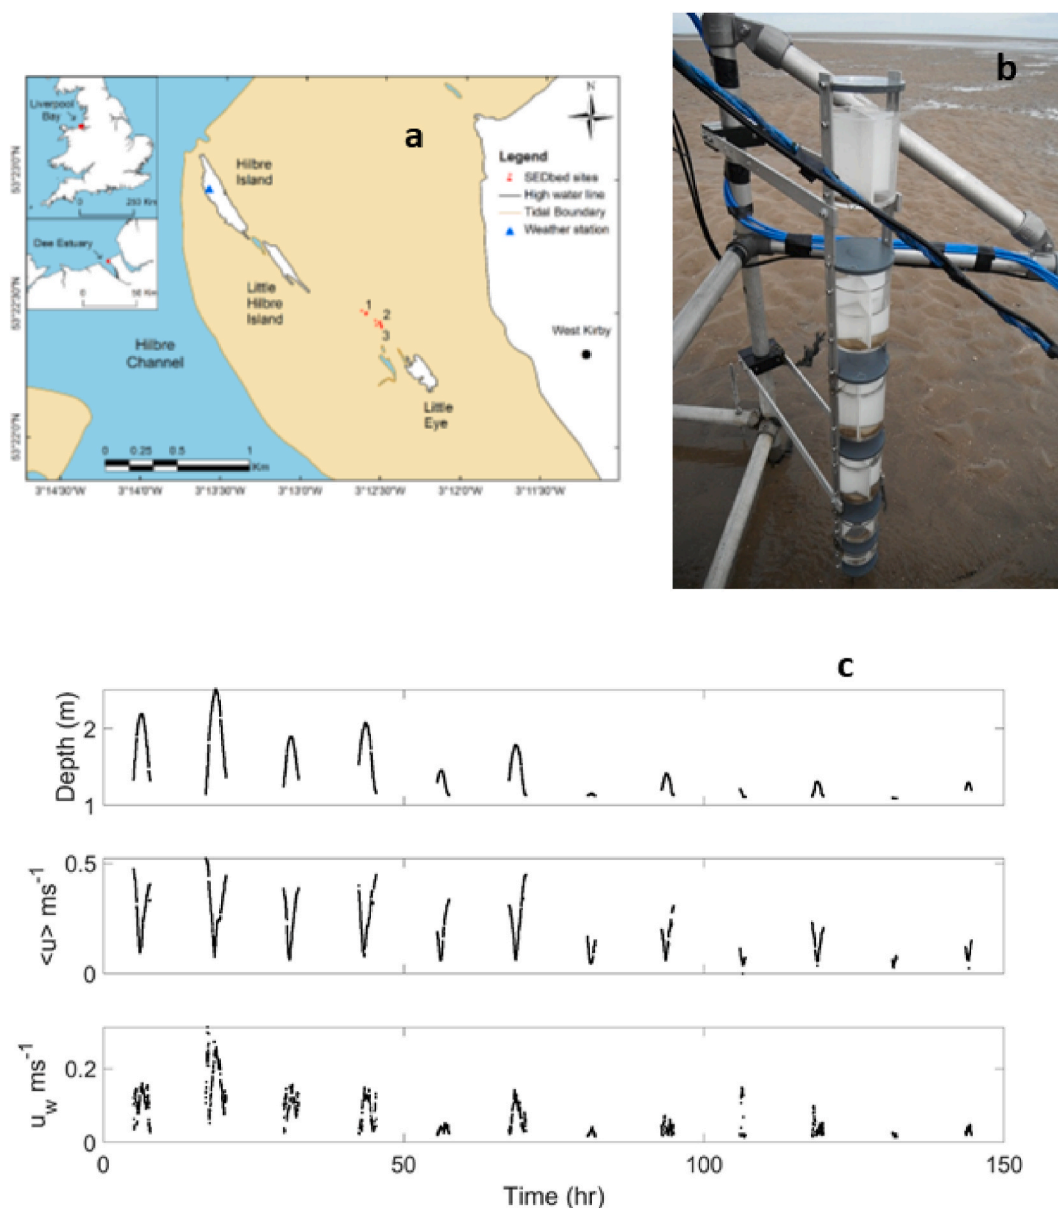 a
Liverpool
Bay
0 250 Km
Dee Estuary
0 50 Km
Hilbre
Island
Little
Hilbre
Island
Hilbre
Channel
1
2
3
Little
Eye
West Kirby
N
Legend
SEDbed sites
High water line
Tidal Boundary
Weather station
53°23'0"N
53°22'30"N
53°22'0"N
0 0.25 0.5 1
Km
3°14'30"W 3°14'0"W 3°13'30"W 3°13'0"W 3°12'30"W 3°12'0"W 3°11'30"W
b
c
Depth (m)
2
1
<u> ms-1
0.5
0
u_w ms-1
0.2
0
0 50 100 150
Time (hr)